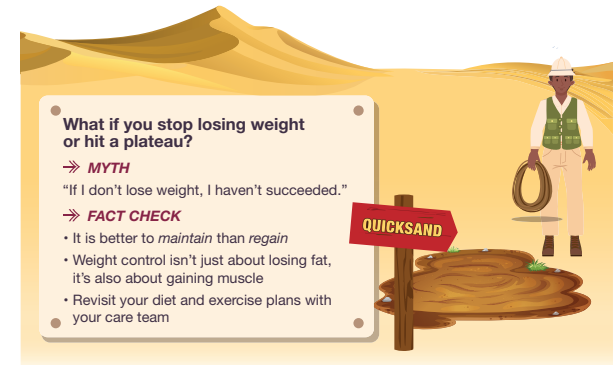 What if you stop losing weight
or hit a plateau?
MYTH
“If I don’t lose weight, I haven’t succeeded.”
FACT CHECK
• It is better to maintain than regain
• Weight control isn’t just about losing fat,
it’s also about gaining muscle
• Revisit your diet and exercise plans with
your care team
QUICKSAND